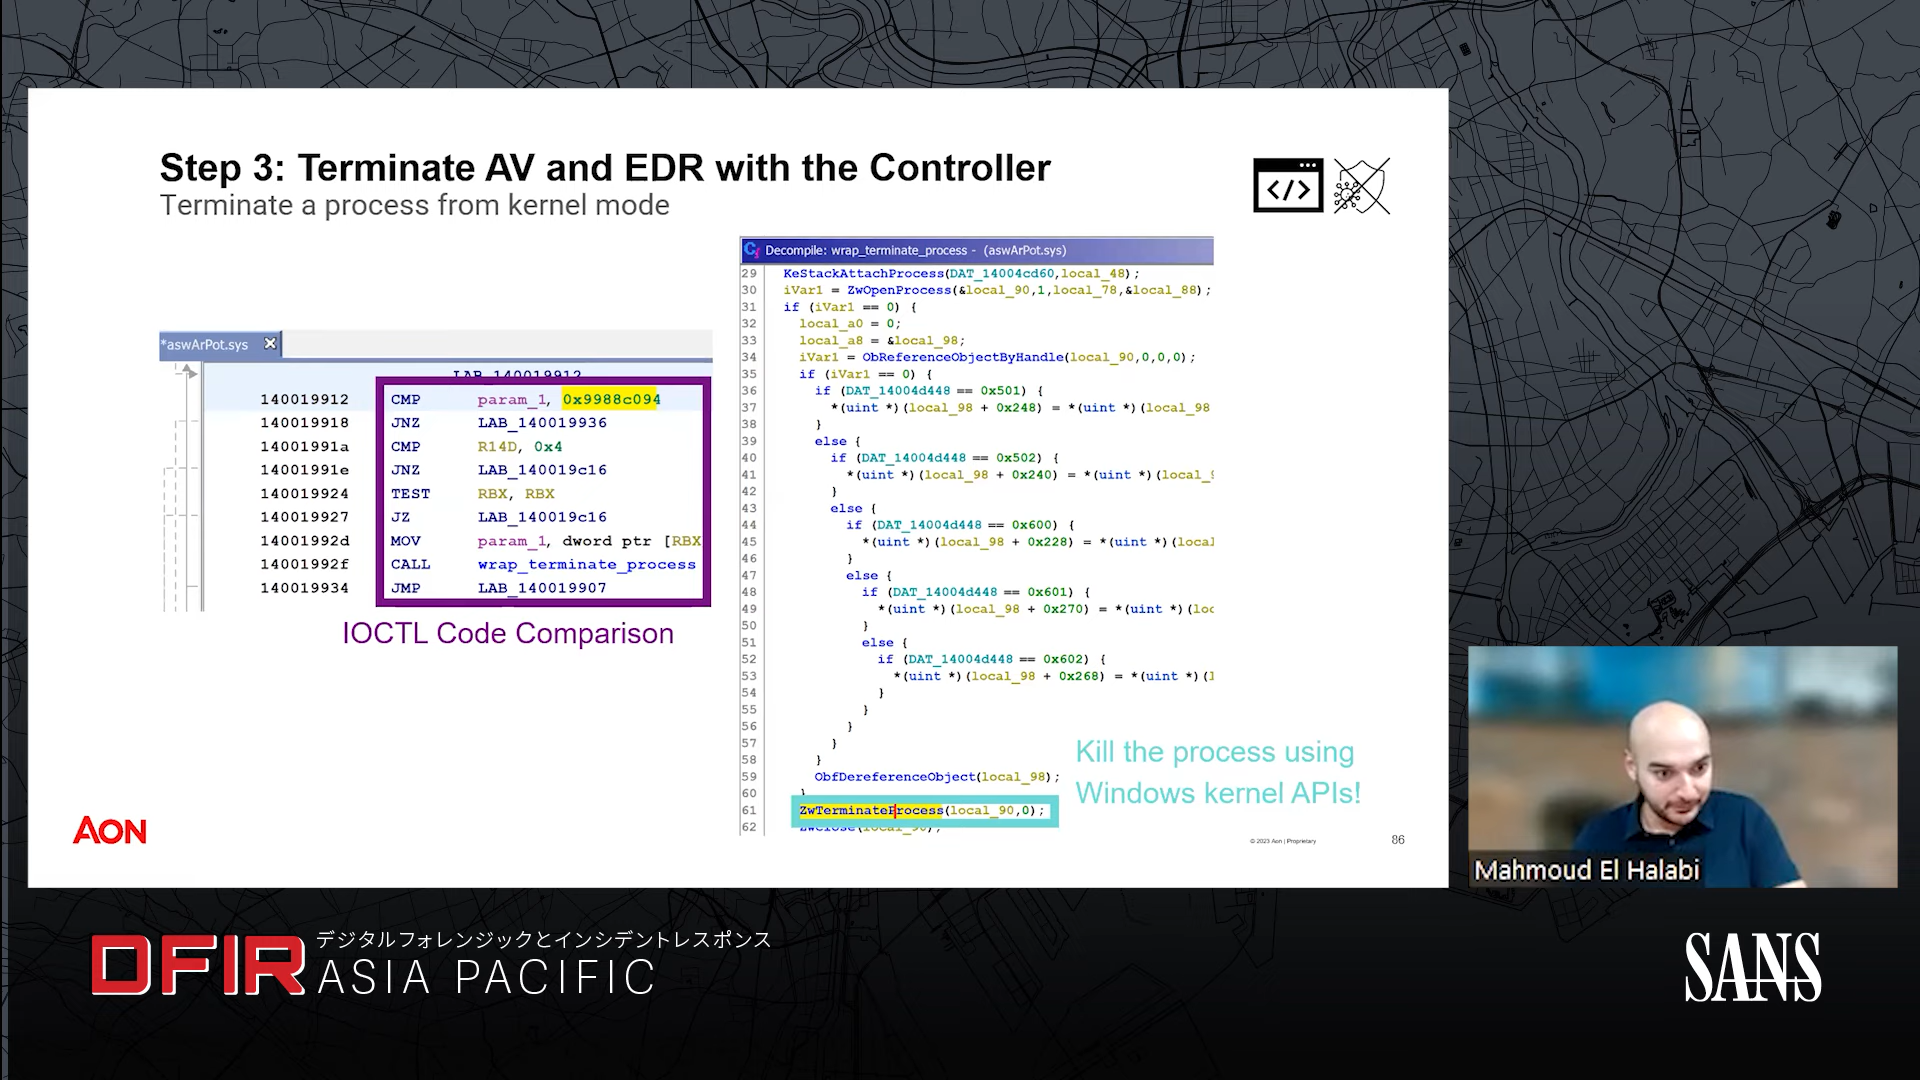 Step 3: Terminate AV and EDR with the Controller
Terminate a process from kernel mode
</>
*aswArPot.sys
LAB_140019912
140019912 CMP param_1, 0x9988c094
140019918 JNZ LAB_140019936
14001991a CMP R14D, 0x4
14001991e JNZ LAB_140019c16
140019924 TEST RBX, RBX
140019927 JZ LAB_140019c16
14001992d MOV param_1, dword ptr [RBX
14001992f CALL wrap_terminate_process
140019934 JMP LAB_140019907
IOCTL Code Comparison
Decompile: wrap_terminate_process - (aswArPot.sys)
29 KeStackAttachProcess(DAT_14004cd60,local_48);
30 iVar1 = ZwOpenProcess(&local_90,1,local_78,&local_88);
31 if (iVar1 == 0) {
32 local_a0 = 0;
33 local_a8 = &local_98;
34 iVar1 = ObReferenceObjectByHandle(local_90,0,0,0);
35 if (iVar1 == 0) {
36 if (DAT_14004d448 == 0x501) {
37 *(uint *)(local_98 + 0x248) = *(uint *)(local_98
38 }
39 else {
40 if (DAT_14004d448 == 0x502) {
41 *(uint *)(local_98 + 0x240) = *(uint *)(local_9
42 }
43 else {
44 if (DAT_14004d448 == 0x600) {
45 *(uint *)(local_98 + 0x228) = *(uint *)(local
46 }
47 else {
48 if (DAT_14004d448 == 0x601) {
49 *(uint *)(local_98 + 0x270) = *(uint *)(loc
50 }
51 else {
52 if (DAT_14004d448 == 0x602) {
53 *(uint *)(local_98 + 0x268) = *(uint *)(l
54 }
55 }
56 }
57 }
58 }
59 ObfDereferenceObject(local_98);
60 }
61 ZwTerminateProcess(local_90,0);
62 ZwClose(local_90);
Kill the process using
Windows kernel APIs!
AON
© 2023 Aon | Proprietary
86
Mahmoud El Halabi
DFIR
デジタルフォレンジックとインシデントレスポンス
ASIA PACIFIC
SANS